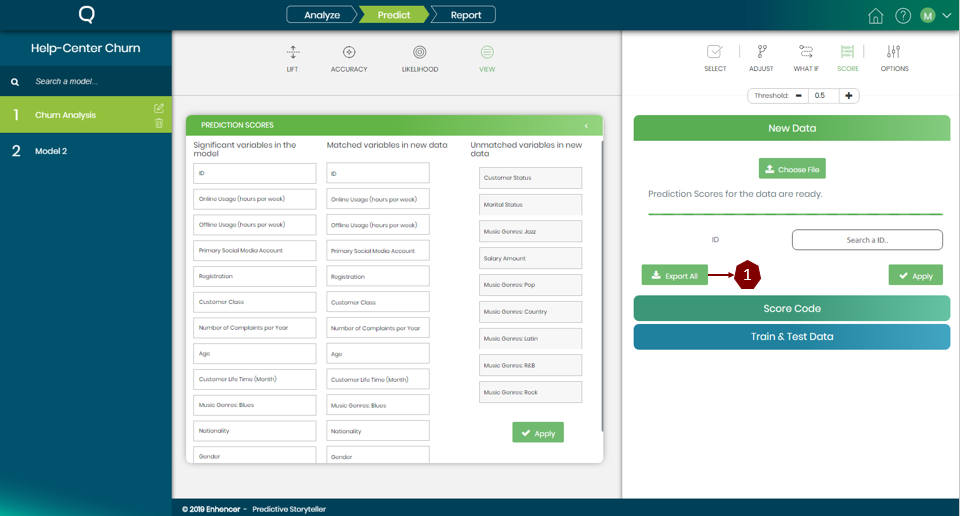 Analyze
Predict
Report
M
Help-Center Churn
Search a model...
1 Churn Analysis
2 Model 2
LIFT
ACCURACY
LIKELIHOOD
VIEW
PREDICTION SCORES
Significant variables in the
model
ID
Online Usage (hours per week)
Offline Usage (hours per week)
Primary Social Media Account
Registration
Customer Class
Number of Complaints per Year
Age
Customer Life Time (Month)
Music Genres: Blues
Nationality
Gender
Matched variables in new data
ID
Online Usage (hours per week)
Offline Usage (hours per week)
Primary Social Media Account
Registration
Customer Class
Number of Complaints per Year
Age
Customer Life Time (Month)
Music Genres: Blues
Nationality
Gender
Unmatched variables in new
data
Customer Status
Marital Status
Music Genres: Jazz
Salary Amount
Music Genres: Pop
Music Genres: Country
Music Genres: Latin
Music Genres: R&B
Music Genres: Rock
Apply
SELECT
ADJUST
WHAT IF
SCORE
OPTIONS
Threshold: 0.5
New Data
Choose File
Prediction Scores for the data are ready.
ID
Search a ID..
Export All
1
Apply
Score Code
Train & Test Data
© 2019 Enhencer - Predictive Storyteller